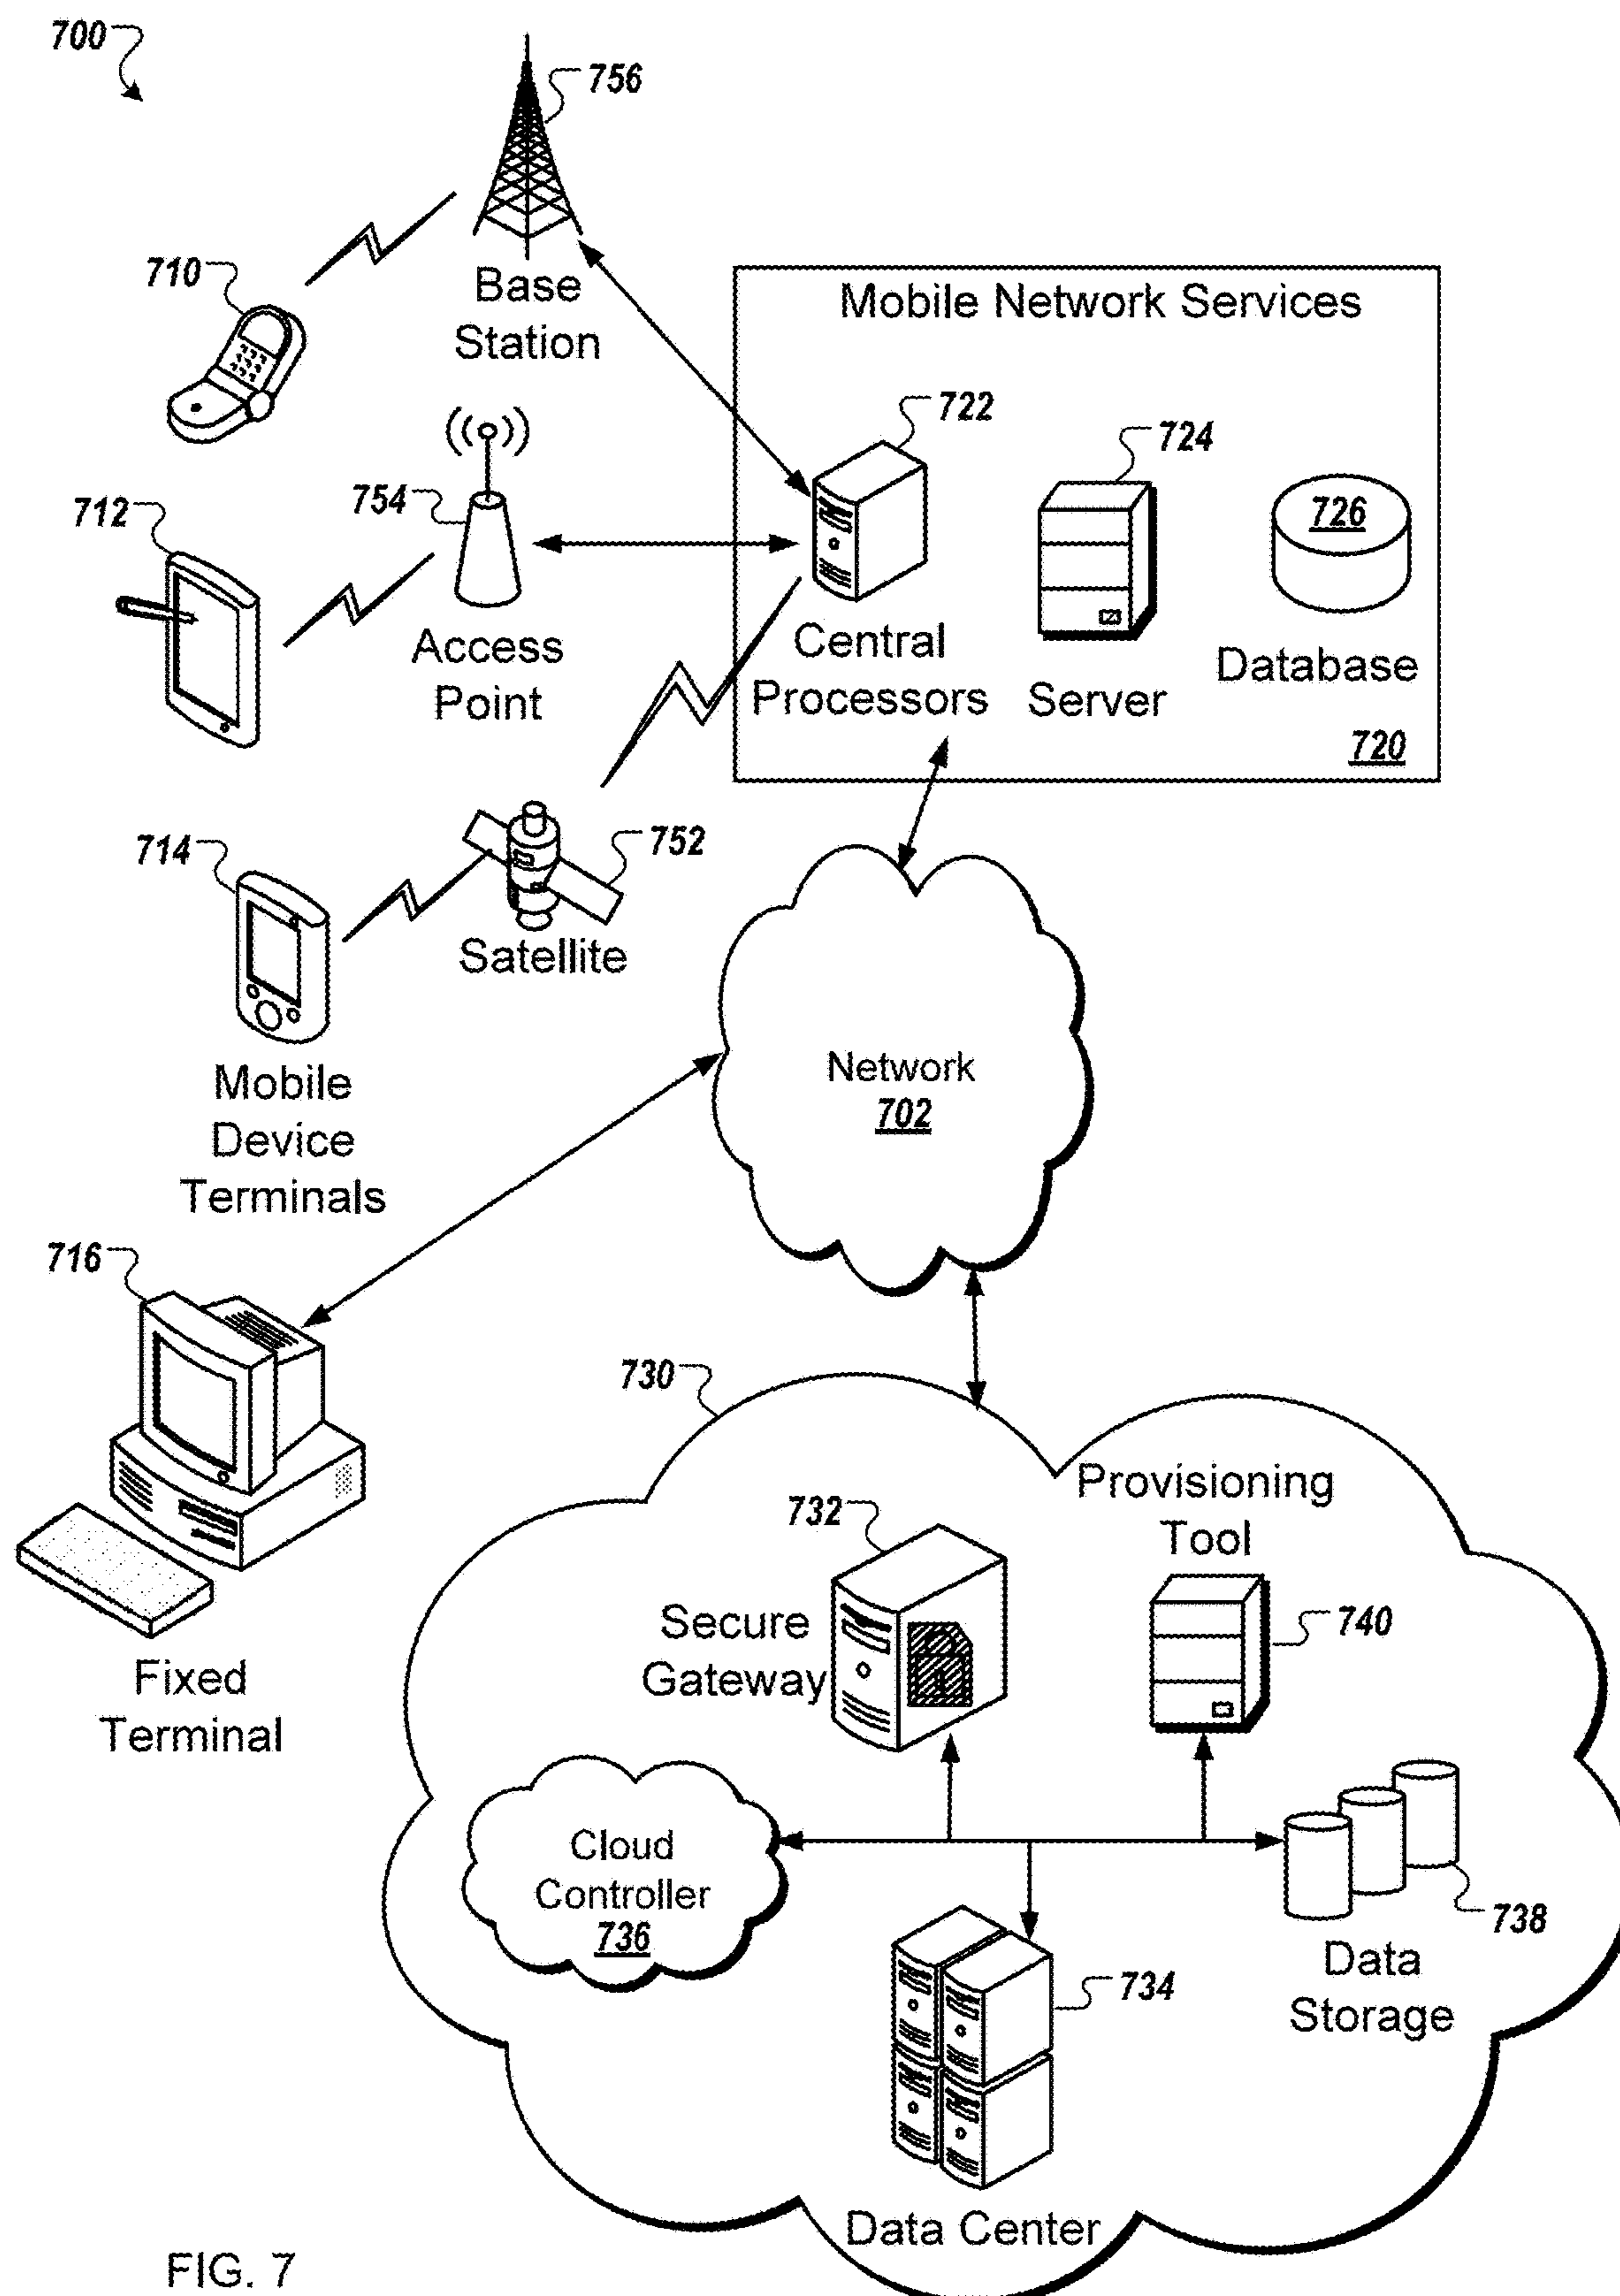 700
756
710
Base
Station
Mobile Network Services
722
724
726
712
754
Access
Point
Central
Processors
Server
Database
720
714
752
Satellite
Mobile
Device
Terminals
Network
702
716
Fixed
Terminal
730
Provisioning
Tool
732
Secure
Gateway
740
Cloud
Controller
736
738
Data
Storage
734
Data Center
FIG. 7